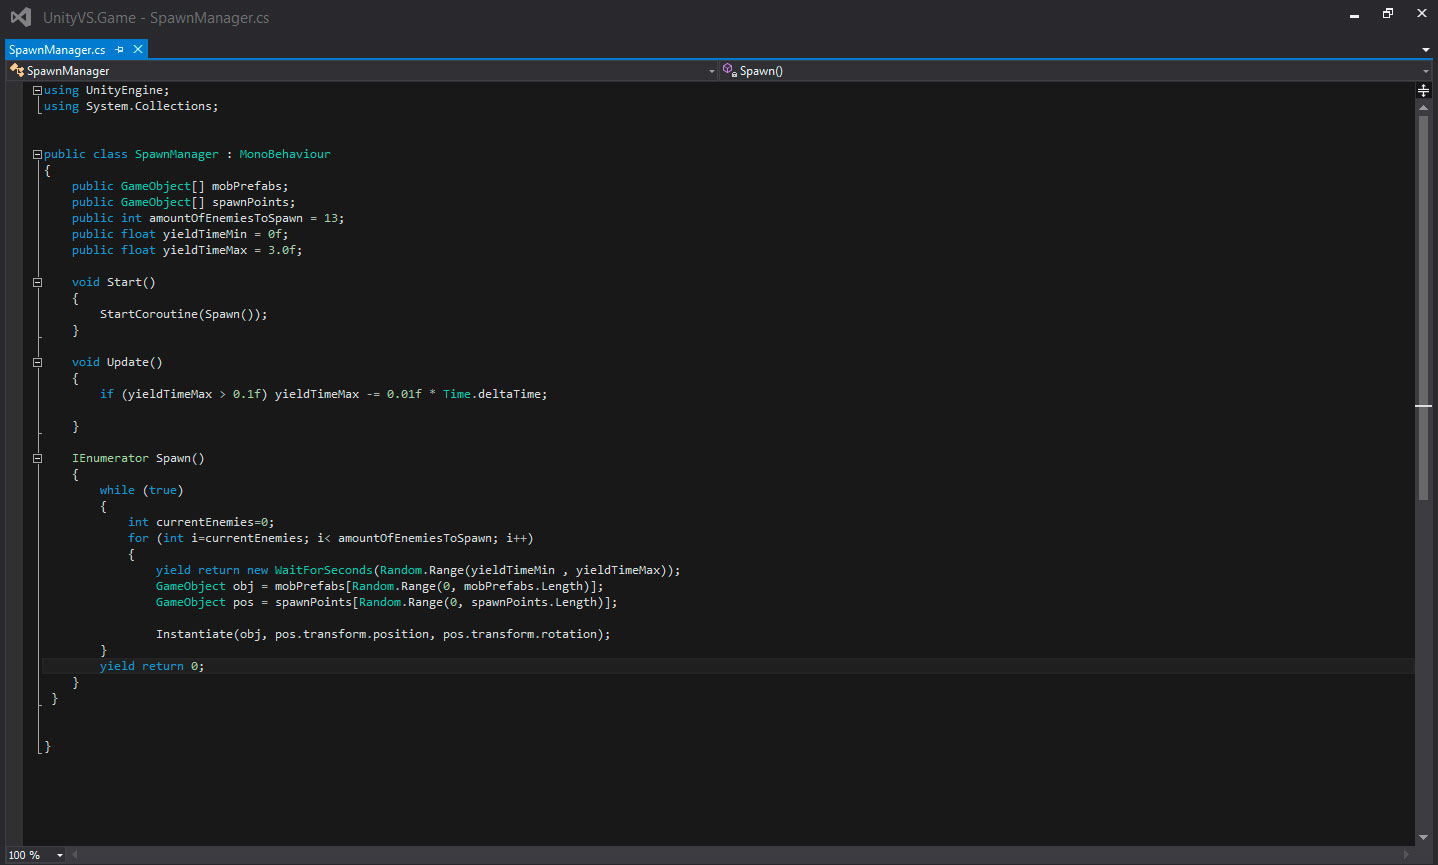 UnityVS.Game - SpawnManager.cs
SpawnManager.cs
SpawnManager Spawn()
using UnityEngine;
using System.Collections;
public class SpawnManager : MonoBehaviour
{
    public GameObject[] mobPrefabs;
    public GameObject[] spawnPoints;
    public int amountOfEnemiesToSpawn = 13;
    public float yieldTimeMin = 0f;
    public float yieldTimeMax = 3.0f;
    void Start()
    {
        StartCoroutine(Spawn());
    }
    void Update()
    {
        if (yieldTimeMax > 0.1f) yieldTimeMax -= 0.01f * Time.deltaTime;
    }
    IEnumerator Spawn()
    {
        while (true)
        {
            int currentEnemies=0;
            for (int i=currentEnemies; i< amountOfEnemiesToSpawn; i++)
            {
                yield return new WaitForSeconds(Random.Range(yieldTimeMin , yieldTimeMax));
                GameObject obj = mobPrefabs[Random.Range(0, mobPrefabs.Length)];
                GameObject pos = spawnPoints[Random.Range(0, spawnPoints.Length)];
                Instantiate(obj, pos.transform.position, pos.transform.rotation);
            }
        yield return 0;
    }
 }
}
100 %